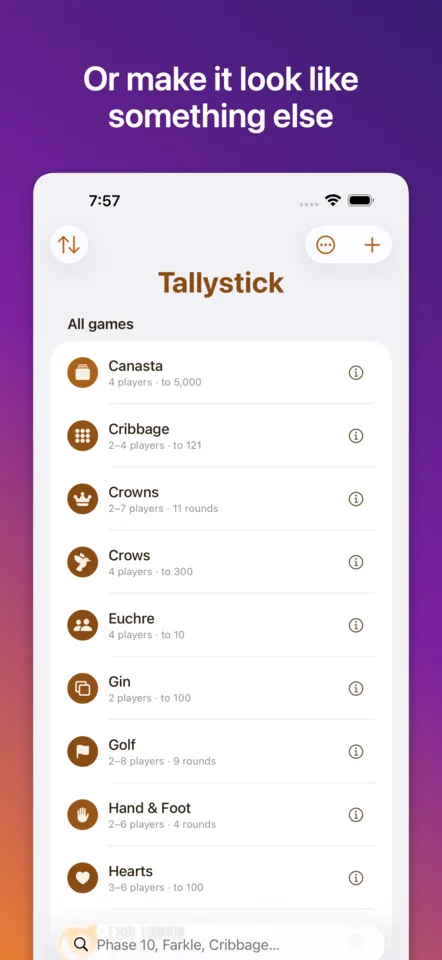 Or make it look like
something else
7:57
Tallystick
All games
Canasta
4 players · to 5,000
Cribbage
2–4 players · to 121
Crowns
2–7 players · 11 rounds
Crows
4 players · to 300
Euchre
4 players · to 10
Gin
2 players · to 100
Golf
2–8 players · 9 rounds
Hand & Foot
2–6 players · 4 rounds
Hearts
3–6 players · to 100
Phase 10, Farkle, Cribbage...